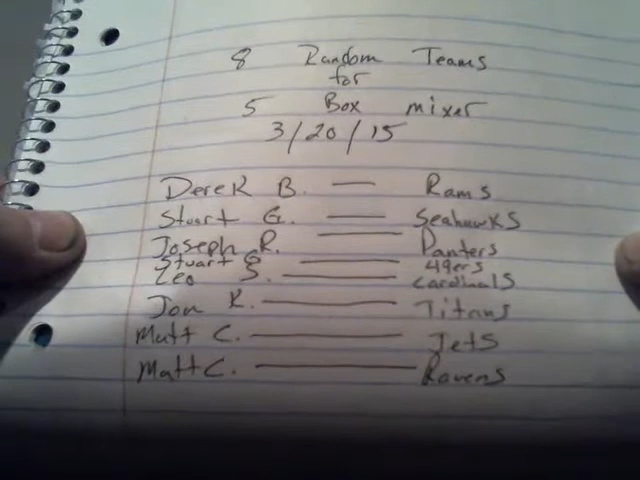 8 Random Teams
for
5 Box mixer
3/20/15
Derek B. — Rams
Stuart G. — Seahawks
Joseph R. — Panters
Stuart G. — 49ers
Leo S. — Cardinals
Jon K. — Titans
Matt C. — Jets
Matt C. — Ravens